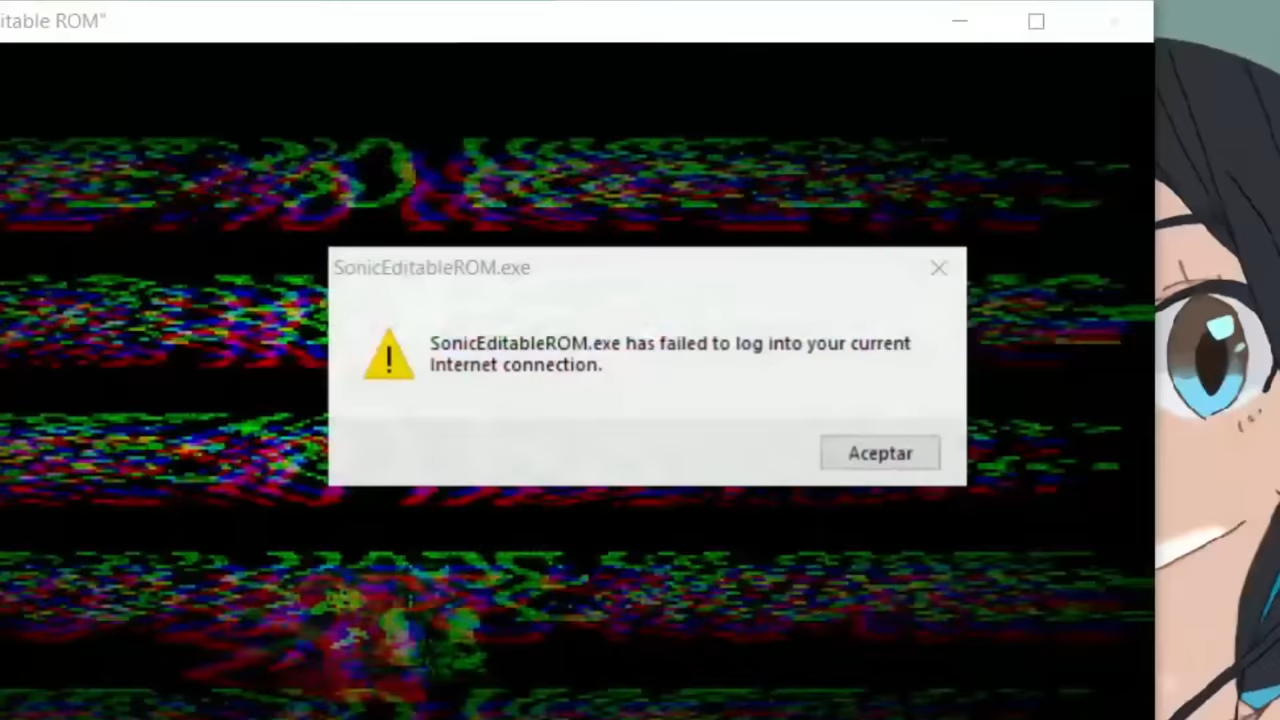 itable ROM"
SonicEditableROM.exe
SonicEditableROM.exe has failed to log into your current
Internet connection.
Aceptar